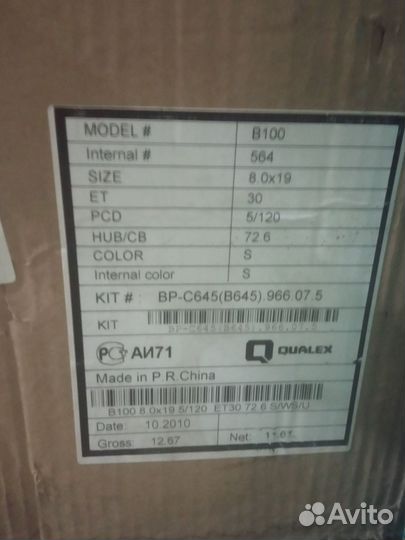 MODEL # B100
Internal # 564
SIZE 8.0x19
ET 30
PCD 5/120
HUB/CB 72.6
COLOR S
Internal color S
KIT # : BP-C645(B645).966.07.5
KIT
BP-C645(B645).966.07.5
РСТ АИ71 QUALEX
Made in P.R.China
B100 8.0x19 5/120 ET30 72.6 S/WS/U
Date: 10.2010
Gross: 12.67 Net:
Avito